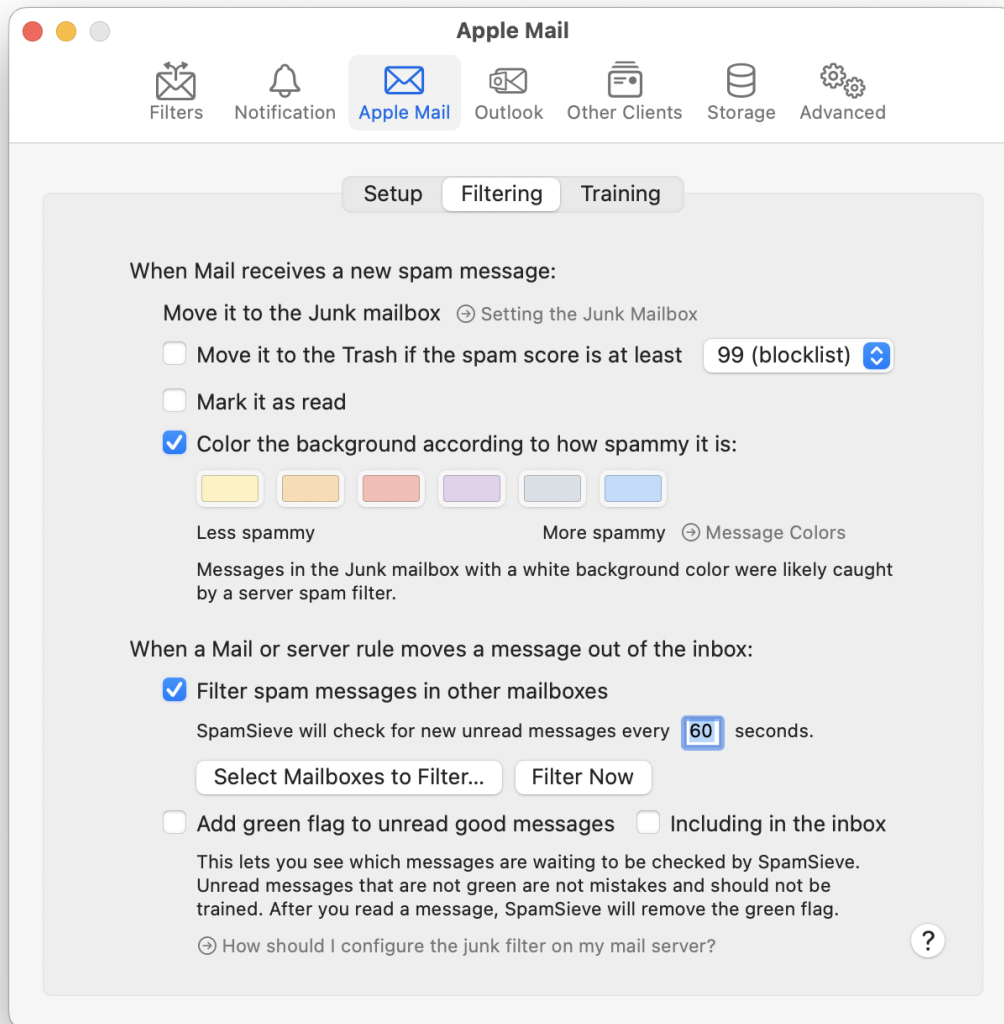 Apple Mail
Filters Notification Apple Mail Outlook Other Clients Storage Advanced
Setup Filtering Training
When Mail receives a new spam message:
Move it to the Junk mailbox Setting the Junk Mailbox
Move it to the Trash if the spam score is at least 99 (blocklist)
Mark it as read
Color the background according to how spammy it is:
Less spammy More spammy Message Colors
Messages in the Junk mailbox with a white background color were likely caught
by a server spam filter.
When a Mail or server rule moves a message out of the inbox:
Filter spam messages in other mailboxes
SpamSieve will check for new unread messages every 60 seconds.
Select Mailboxes to Filter... Filter Now
Add green flag to unread good messages Including in the inbox
This lets you see which messages are waiting to be checked by SpamSieve.
Unread messages that are not green are not mistakes and should not be
trained. After you read a message, SpamSieve will remove the green flag.
How should I configure the junk filter on my mail server?
?